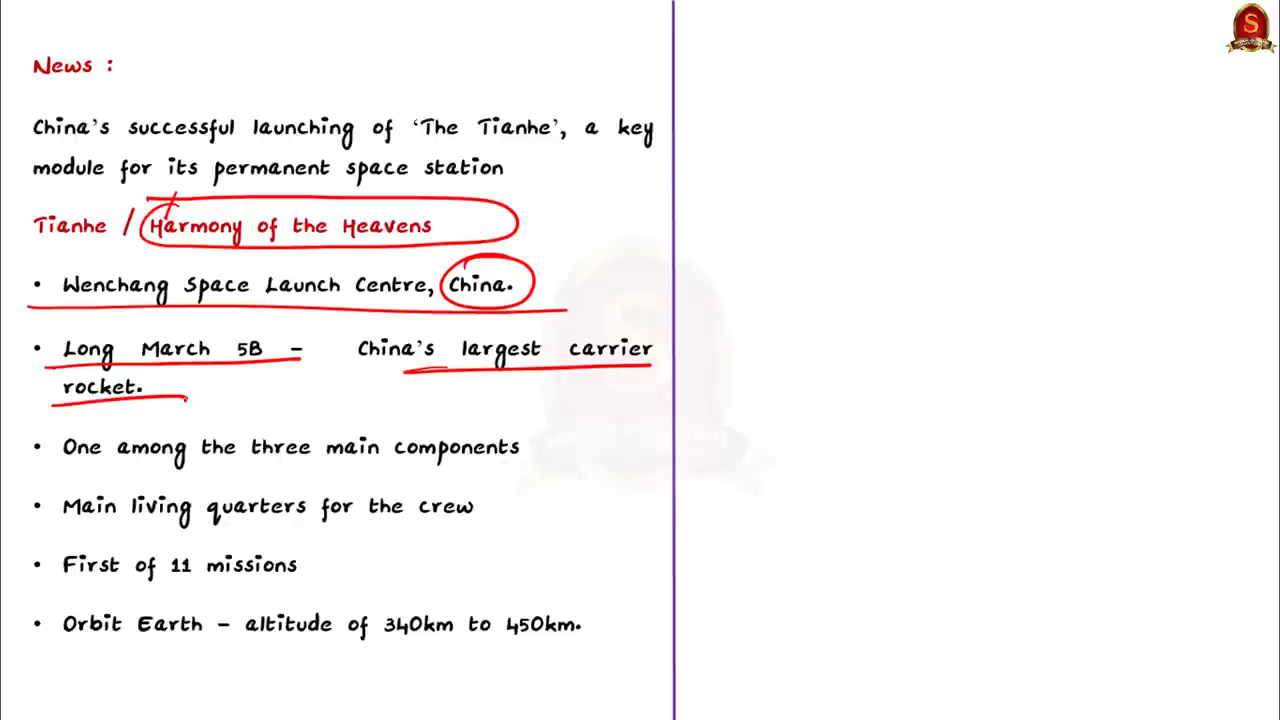 News :
China's successful launching of 'The Tianhe', a key
module for its permanent space station
Tianhe / Harmony of the Heavens
• Wenchang Space Launch Centre, China.
• Long March 5B – China's largest carrier
rocket.
• One among the three main components
• Main living quarters for the crew
• First of 11 missions
• Orbit Earth – altitude of 340km to 450km.
S